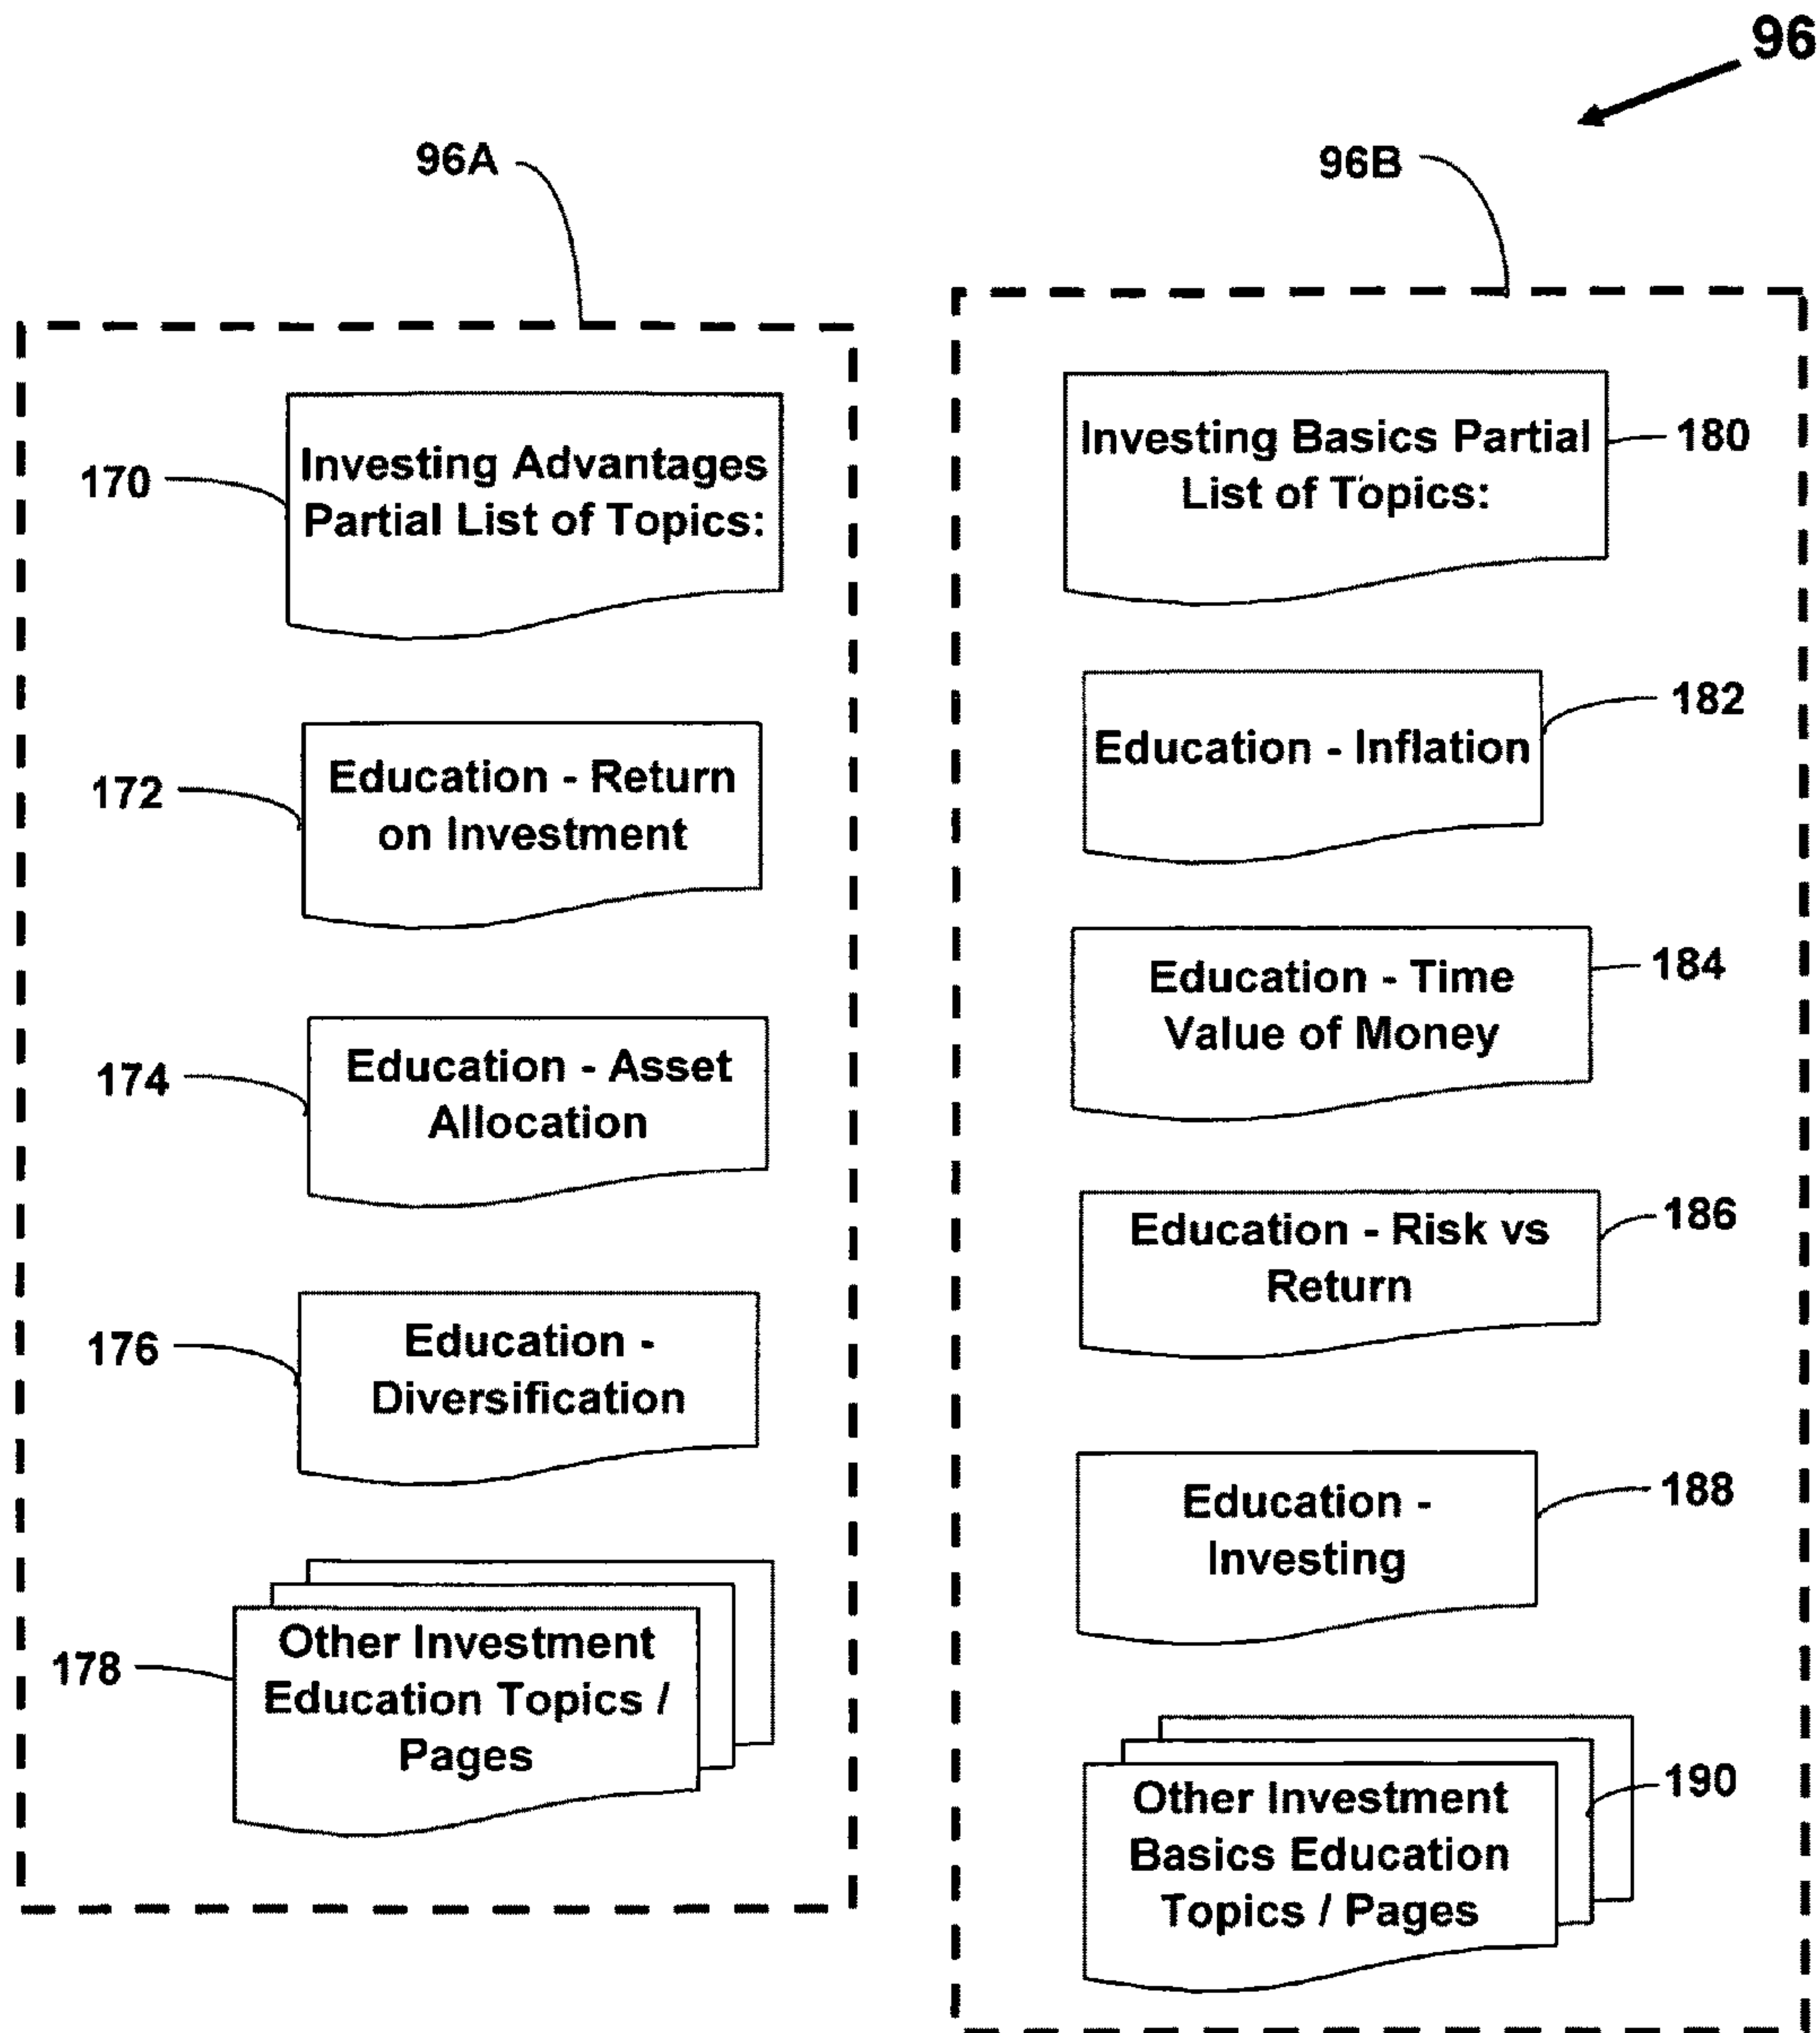 96
96A
170
Investing Advantages
Partial List of Topics:
172
Education - Return
on Investment
174
Education - Asset
Allocation
176
Education -
Diversification
178
Other Investment
Education Topics /
Pages
96B
Investing Basics Partial
List of Topics:
180
Education - Inflation
182
Education - Time
Value of Money
184
Education - Risk vs
Return
186
Education -
Investing
188
Other Investment
Basics Education
Topics / Pages
190